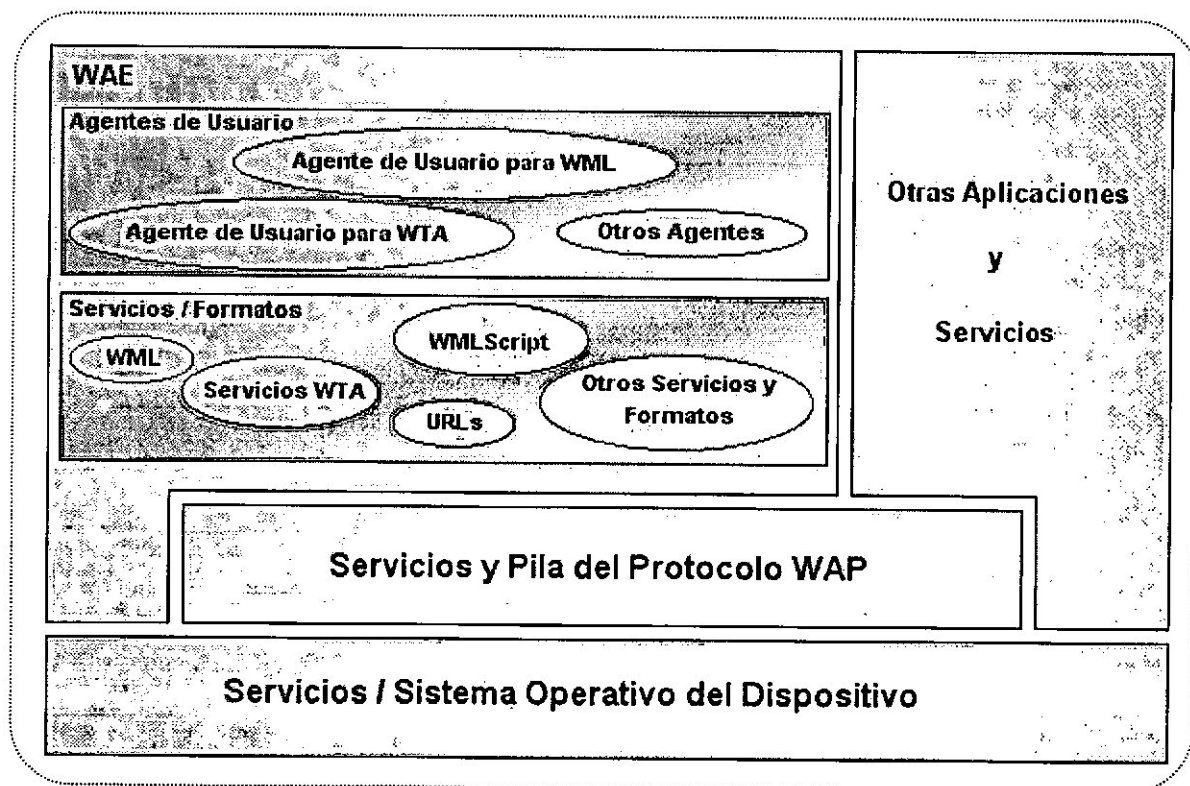 WAE
Agentes de Usuario
Agente de Usuario para WML
Agente de Usuario para WTA
Otros Agentes
Servicios / Formatos
WML
Servicios WTA
WMLScript
URLs
Otros Servicios y
Formatos
Otras Aplicaciones
y
Servicios
Servicios y Pila del Protocolo WAP
Servicios / Sistema Operativo del Dispositivo